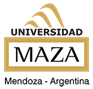 UNIVERSIDAD
MAZA
Mendoza - Argentina